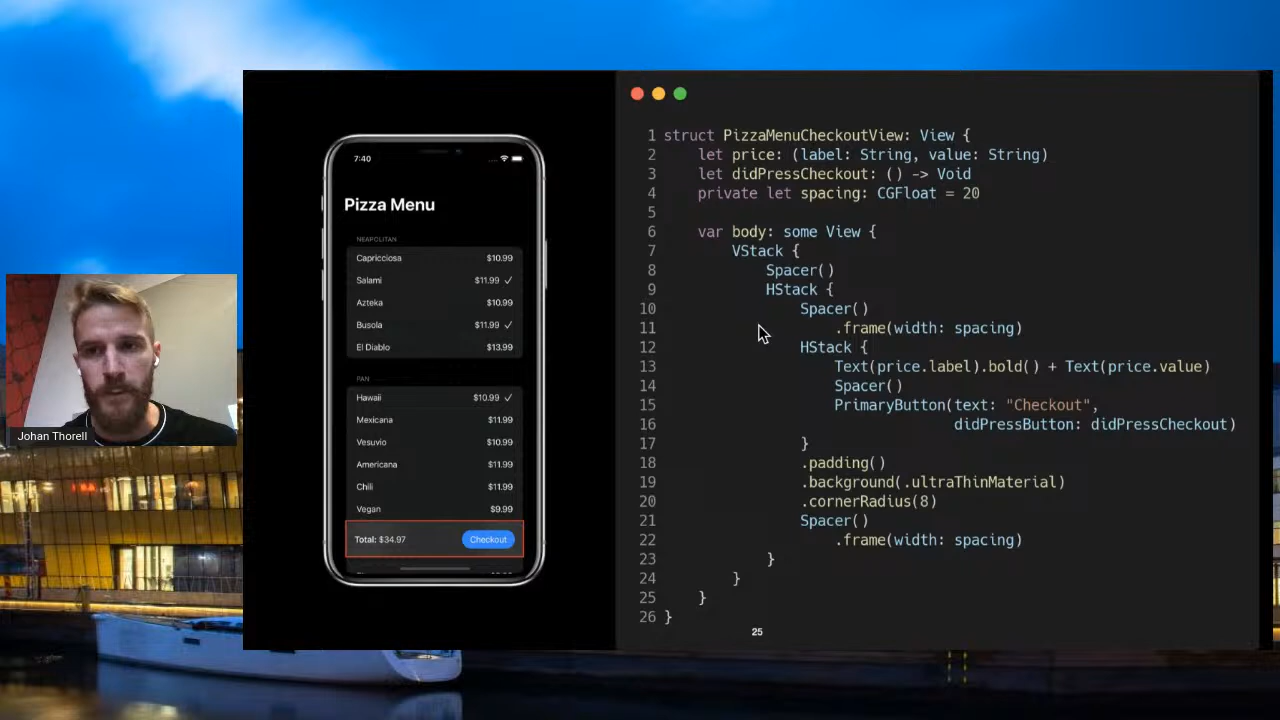 7:40
Pizza Menu
NEAPOLITAN
Capricciosa $10.99
Salami $11.99 ✓
Azteka $10.99
Busola $11.99 ✓
El Diablo $13.99
PAN
Hawaii $10.99 ✓
Mexicana $11.99
Vesuvio $10.99
Americana $11.99
Chili $11.99
Vegan $9.99
Total: $34.97 Checkout
Johan Thorell
1 struct PizzaMenuCheckoutView: View {
2     let price: (label: String, value: String)
3     let didPressCheckout: () -> Void
4     private let spacing: CGFloat = 20
5
6     var body: some View {
7         VStack {
8             Spacer()
9             HStack {
10                 Spacer()
11                     .frame(width: spacing)
12                 HStack {
13                     Text(price.label).bold() + Text(price.value)
14                     Spacer()
15                     PrimaryButton(text: "Checkout",
16                                   didPressButton: didPressCheckout)
17                 }
18                 .padding()
19                 .background(.ultraThinMaterial)
20                 .cornerRadius(8)
21                 Spacer()
22                     .frame(width: spacing)
23             }
24         }
25     }
26 }
25